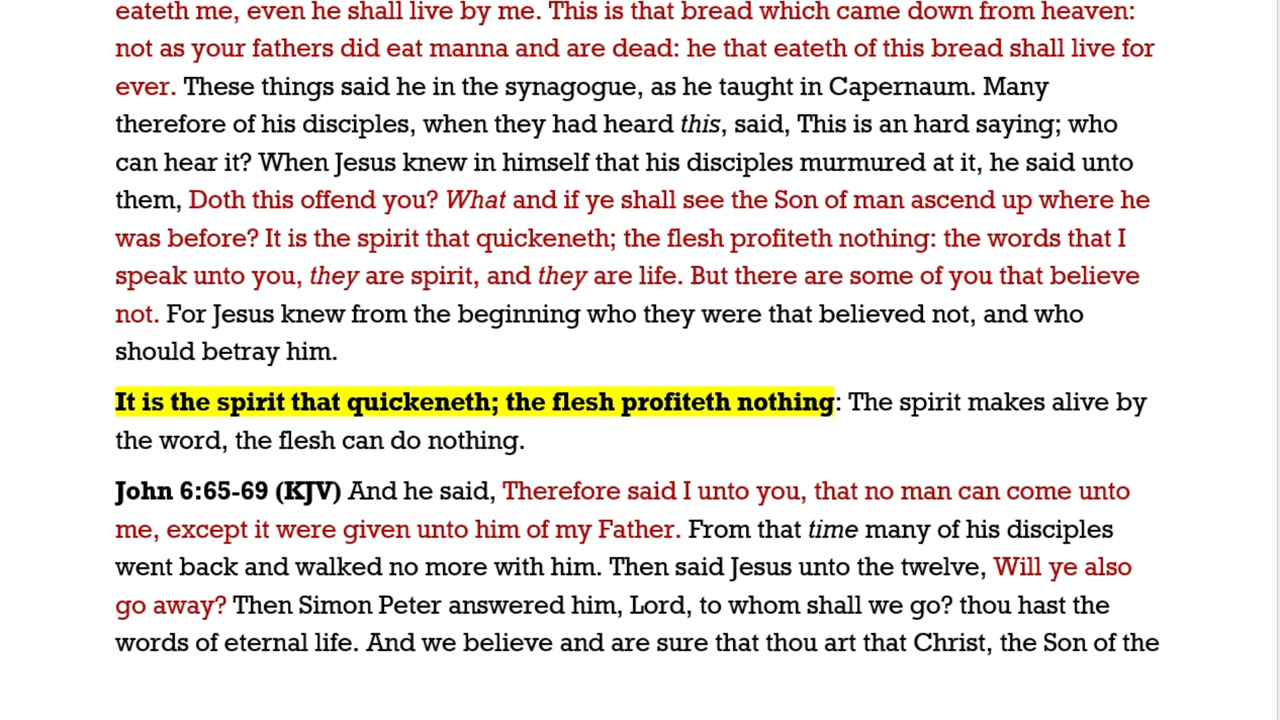 eateth me, even he shall live by me. This is that bread which came down from heaven:
not as your fathers did eat manna and are dead: he that eateth of this bread shall live for
ever. These things said he in the synagogue, as he taught in Capernaum. Many
therefore of his disciples, when they had heard this, said, This is an hard saying; who
can hear it? When Jesus knew in himself that his disciples murmured at it, he said unto
them, Doth this offend you? What and if ye shall see the Son of man ascend up where he
was before? It is the spirit that quickeneth; the flesh profiteth nothing: the words that I
speak unto you, they are spirit, and they are life. But there are some of you that believe
not. For Jesus knew from the beginning who they were that believed not, and who
should betray him.
It is the spirit that quickeneth; the flesh profiteth nothing: The spirit makes alive by
the word, the flesh can do nothing.
John 6:65-69 (KJV) And he said, Therefore said I unto you, that no man can come unto
me, except it were given unto him of my Father. From that time many of his disciples
went back and walked no more with him. Then said Jesus unto the twelve, Will ye also
go away? Then Simon Peter answered him, Lord, to whom shall we go? thou hast the
words of eternal life. And we believe and are sure that thou art that Christ, the Son of the